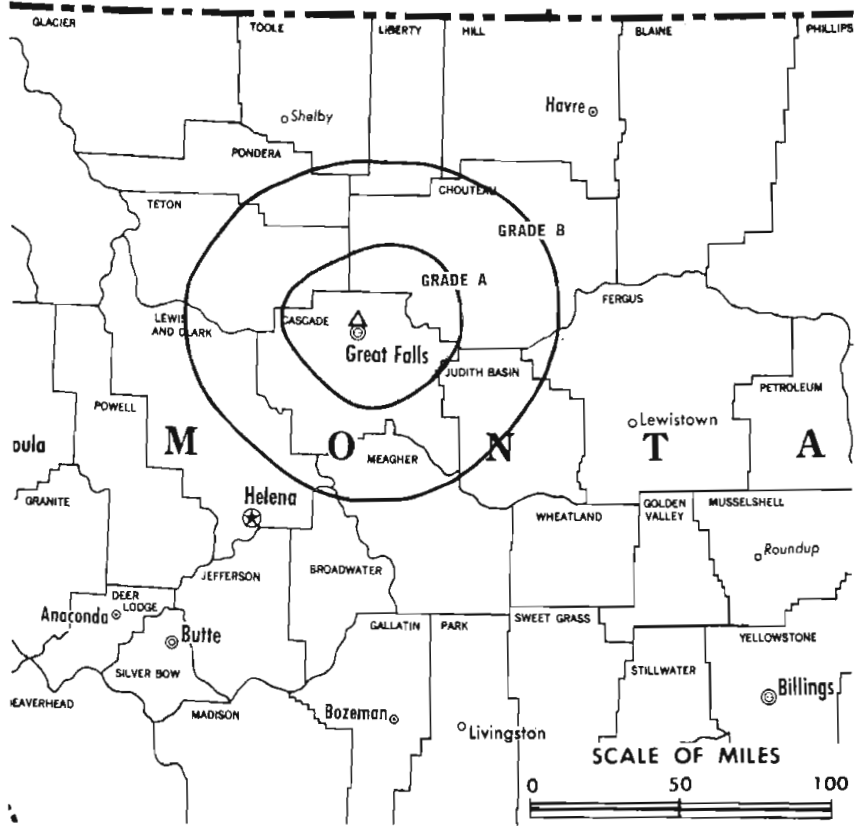 GLACIER
TOOLE
LIBERTY
HILL
BLAINE
PHILLIPS
Shelby
Havre
PONDERA
TETON
CHOUTEAU
GRADE B
GRADE A
FERGUS
LEWIS
AND CLARK
CASCADE
Great Falls
JUDITH BASIN
PETROLEUM
POWELL
Lewistown
M O N T A
oula
MEAGHER
GRANITE
Helena
WHEATLAND
GOLDEN
VALLEY
MUSSELSHELL
Roundup
JEFFERSON
BROADWATER
DEER
LODGE
Anaconda
Butte
GALLATIN
PARK
SWEET GRASS
YELLOWSTONE
SILVER BOW
STILLWATER
EAVERHEAD
MADISON
Bozeman
Livingston
Billings
SCALE OF MILES
0 50 100